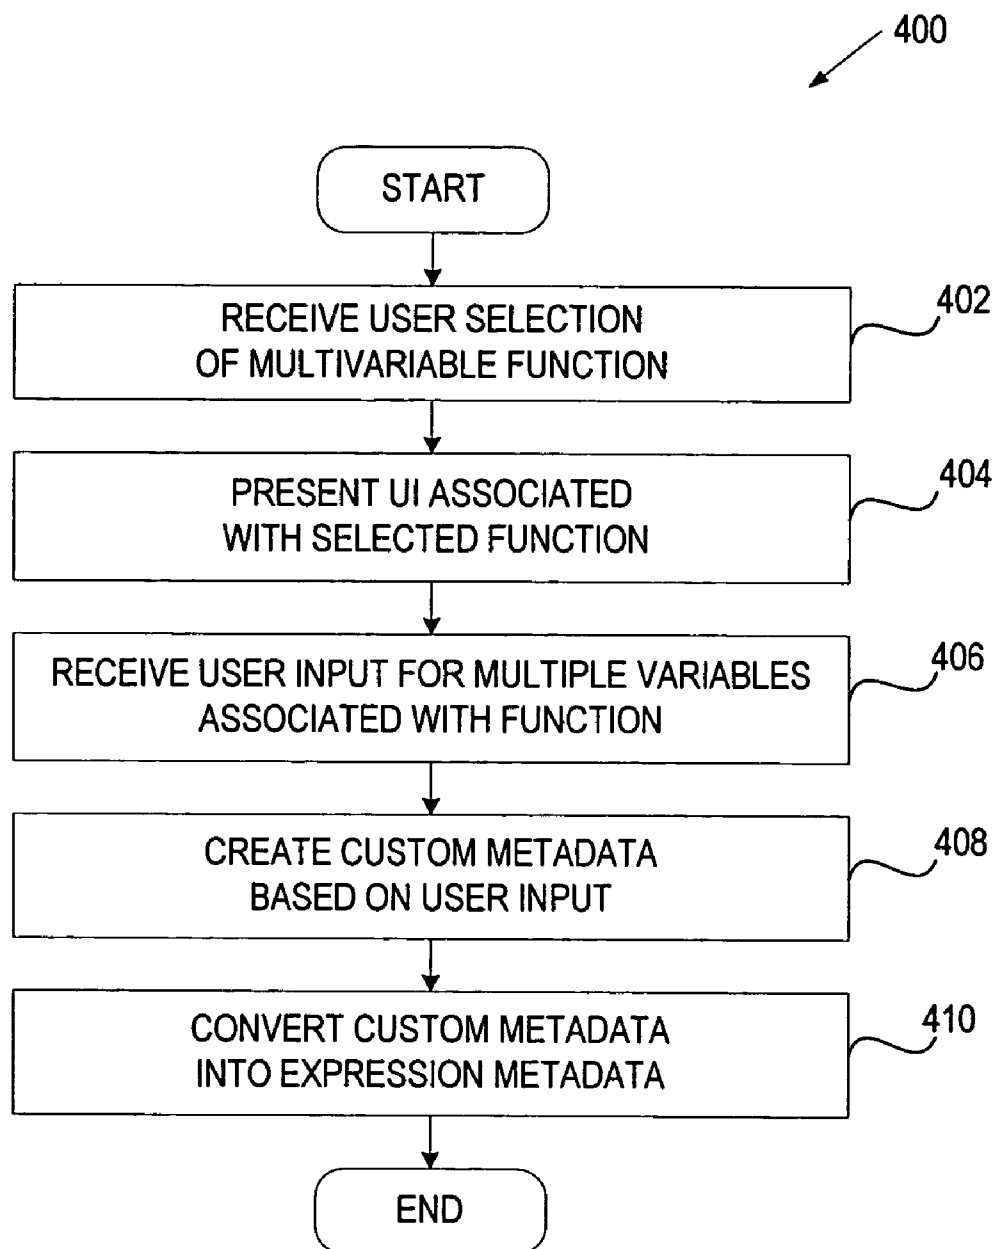 400
START
RECEIVE USER SELECTION
OF MULTIVARIABLE FUNCTION
402
PRESENT UI ASSOCIATED
WITH SELECTED FUNCTION
404
RECEIVE USER INPUT FOR MULTIPLE VARIABLES
ASSOCIATED WITH FUNCTION
406
CREATE CUSTOM METADATA
BASED ON USER INPUT
408
CONVERT CUSTOM METADATA
INTO EXPRESSION METADATA
410
END